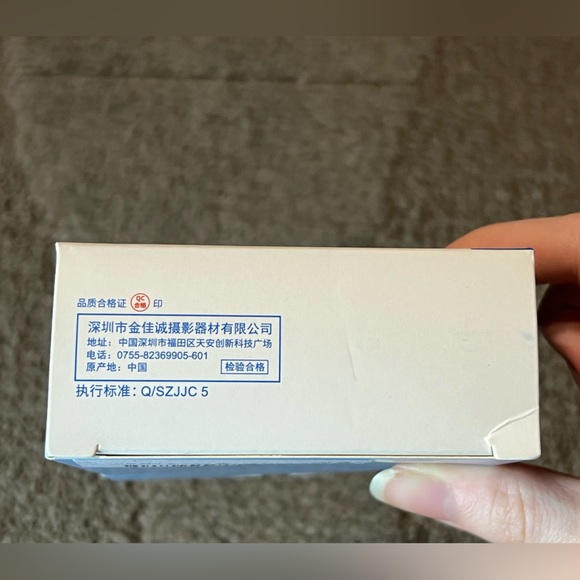 品质合格证 QC 合格 印
深圳市金佳诚摄影器材有限公司
地址：中国深圳市福田区天安创新科技广场
电话：0755-82369905-601
原产地：中国 检验合格
执行标准：Q/SZJJC 5